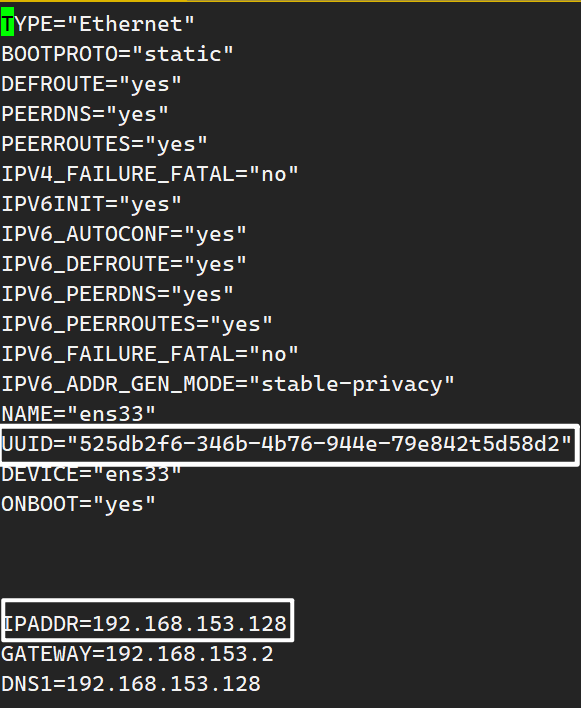 TYPE="Ethernet"
BOOTPROTO="static"
DEFROUTE="yes"
PEERDNS="yes"
PEERROUTES="yes"
IPV4_FAILURE_FATAL="no"
IPV6INIT="yes"
IPV6_AUTOCONF="yes"
IPV6_DEFROUTE="yes"
IPV6_PEERDNS="yes"
IPV6_PEERROUTES="yes"
IPV6_FAILURE_FATAL="no"
IPV6_ADDR_GEN_MODE="stable-privacy"
NAME="ens33"
UUID="525db2f6-346b-4b76-944e-79e842t5d58d2"
DEVICE="ens33"
ONBOOT="yes"
IPADDR=192.168.153.128
GATEWAY=192.168.153.2
DNS1=192.168.153.128